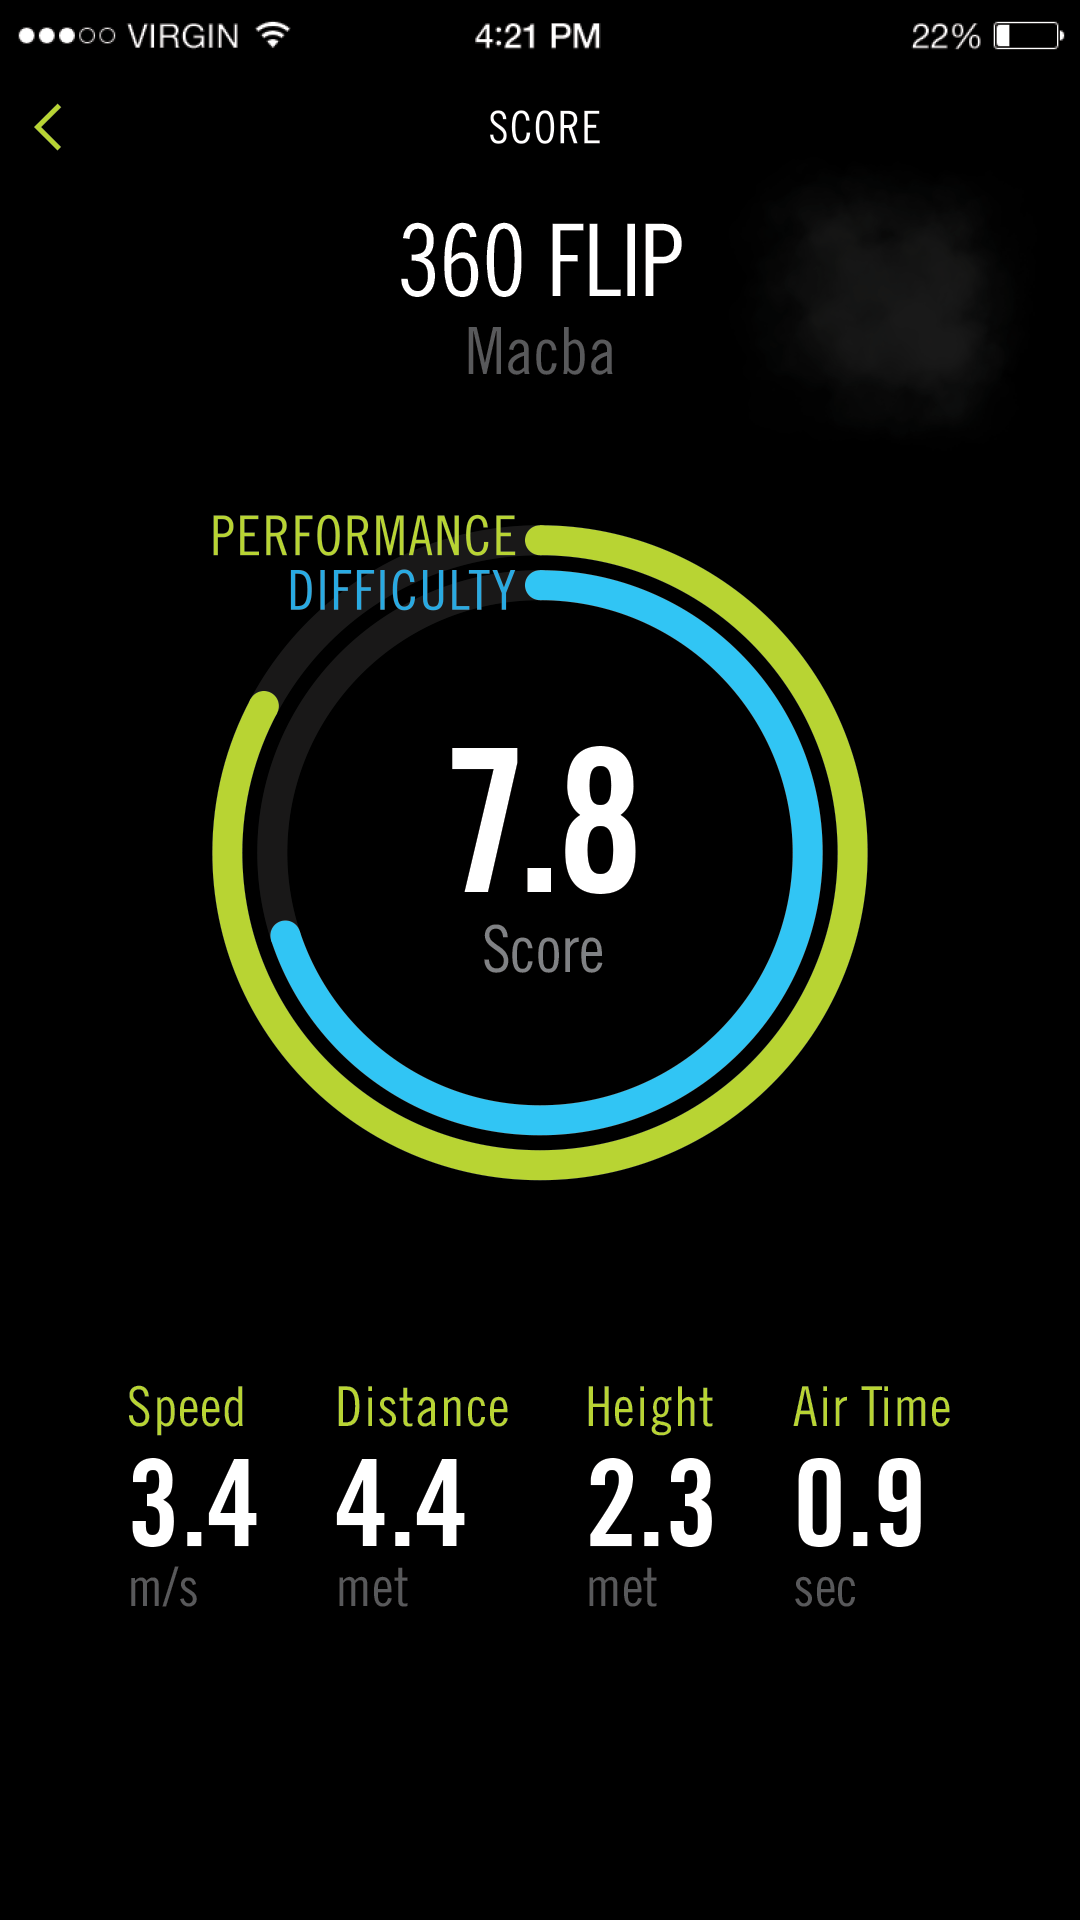 VIRGIN 4:21 PM 22%
SCORE
360 FLIP
Macba
PERFORMANCE
DIFFICULTY
7.8
Score
Speed Distance Height Air Time
3.4 4.4 2.3 0.9
m/s met met sec